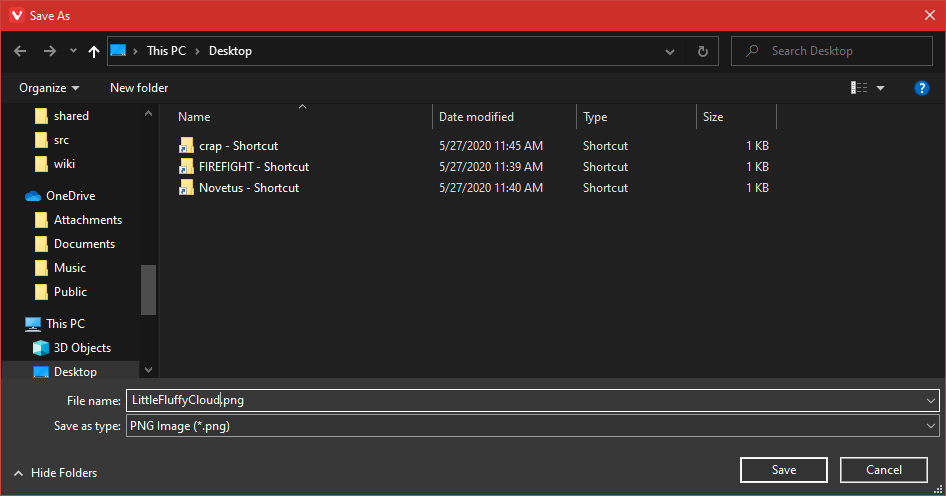 Save As
This PC Desktop
Search Desktop
Organize New folder
?
shared
src
wiki
OneDrive
Attachments
Documents
Music
Public
This PC
3D Objects
Desktop
Name Date modified Type Size
crap - Shortcut 5/27/2020 11:45 AM Shortcut 1 KB
FIREFIGHT - Shortcut 5/27/2020 11:39 AM Shortcut 1 KB
Novetus - Shortcut 5/27/2020 11:40 AM Shortcut 1 KB
File name: LittleFluffyCloud.png
Save as type: PNG Image (*.png)
Hide Folders Save Cancel